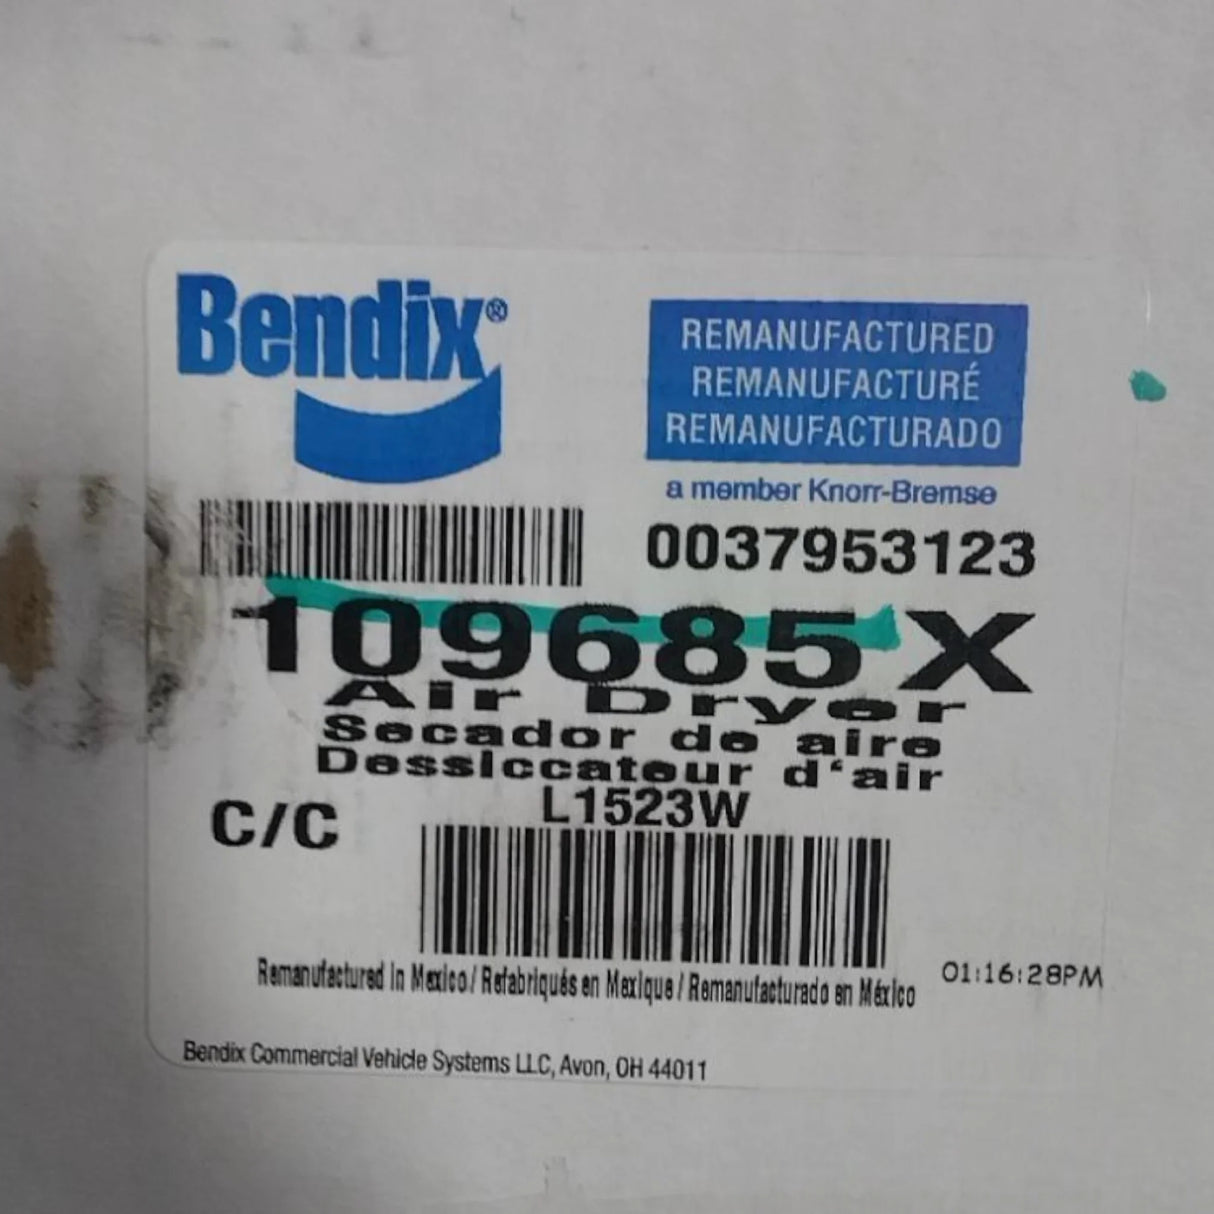 Bendix®
REMANUFACTURED
REMANUFACTURÉ
REMANUFACTURADO
a member Knorr-Bremse
0037953123
109685X
Air Dryer
Secador de aire
Dessiccateur d'air
L1523W
C/C
Remanufactured in Mexico / Refabriqués en Mexique / Remanufacturado en México
01:16:28PM
Bendix Commercial Vehicle Systems LLC, Avon, OH 44011